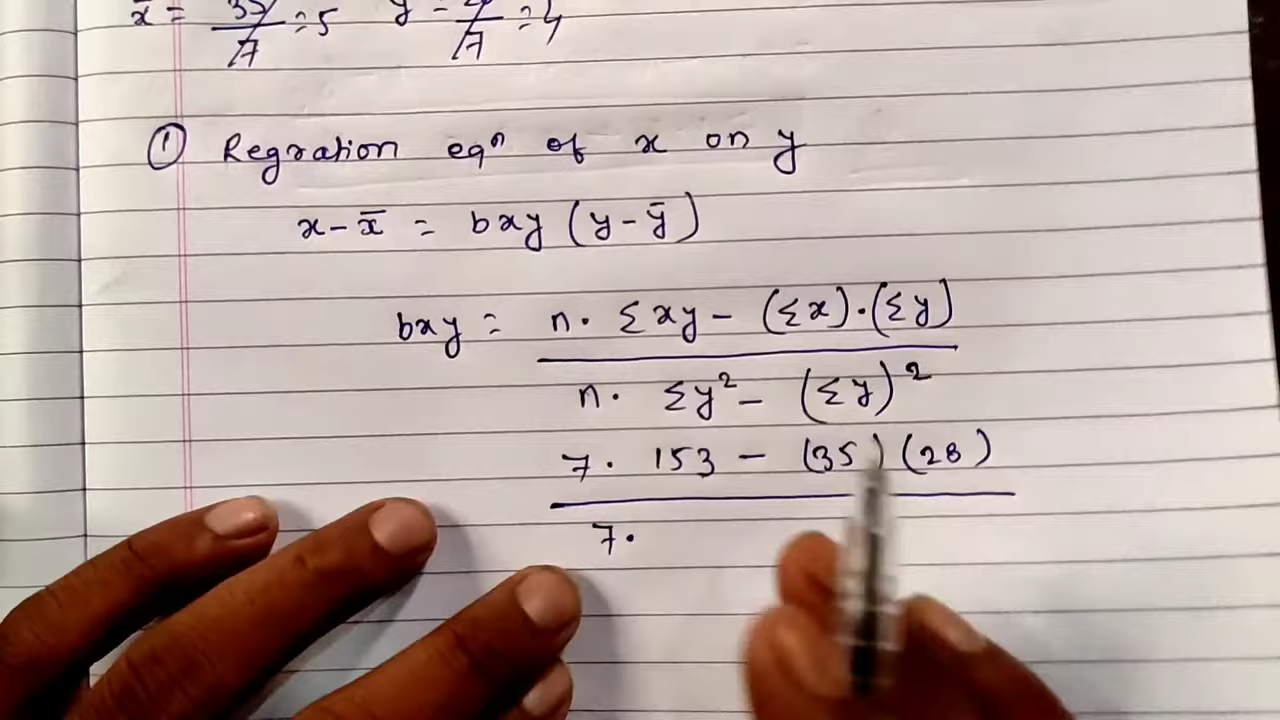 x̄ = 35/7 = 5 y = /7 = 4
① Regration eqⁿ of x on y
x - x̄ = bxy (y - ȳ)
bxy = n. Σxy - (Σx).(Σy)
n. Σy² - (Σy)²
7. 153 - (35)(28)
7.